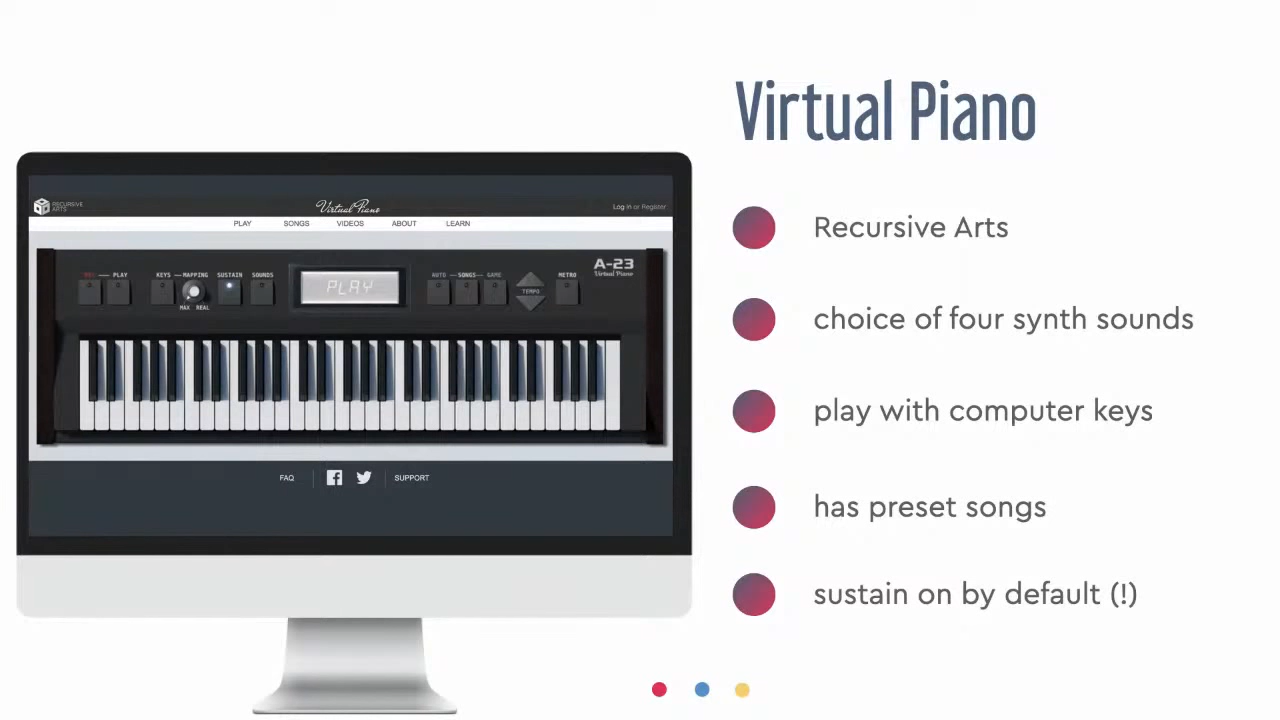 Virtual Piano
Recursive Arts
choice of four synth sounds
play with computer keys
has preset songs
sustain on by default (!)
RECURSIVE
ARTS
Virtual Piano
Log in or Register
PLAY SONGS VIDEOS ABOUT LEARN
REC PLAY KEYS MAPPING SUSTAIN SOUNDS
MAX REAL
PLAY
AUTO SONGS GAME
TEMPO
METRO
A-23
Virtual Piano
FAQ SUPPORT